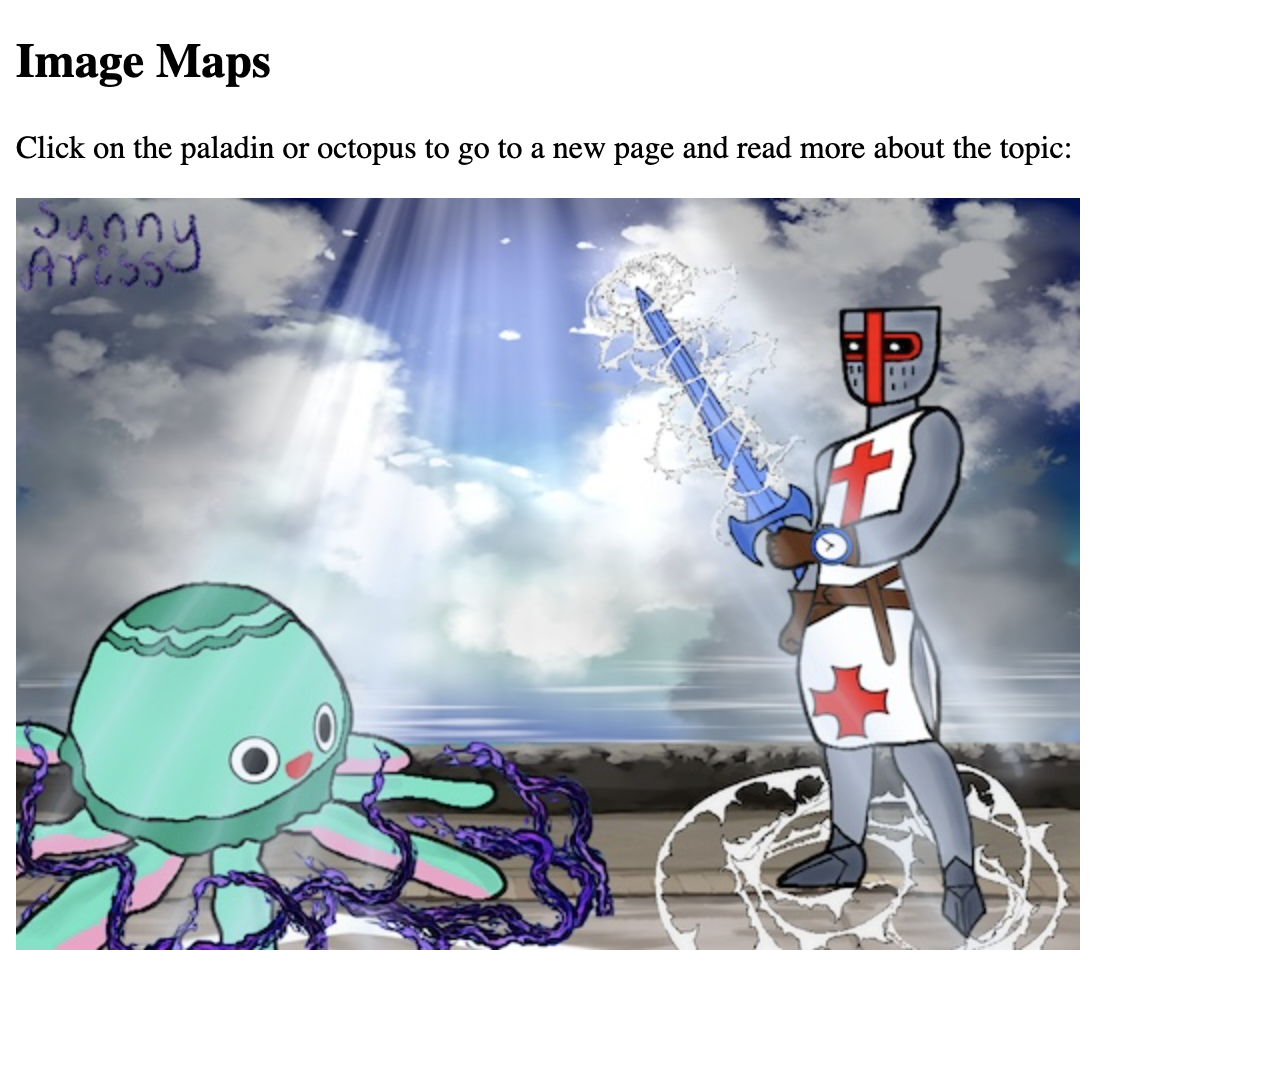 Image Maps
Click on the paladin or octopus to go to a new page and read more about the topic:
Sunny
Arissa